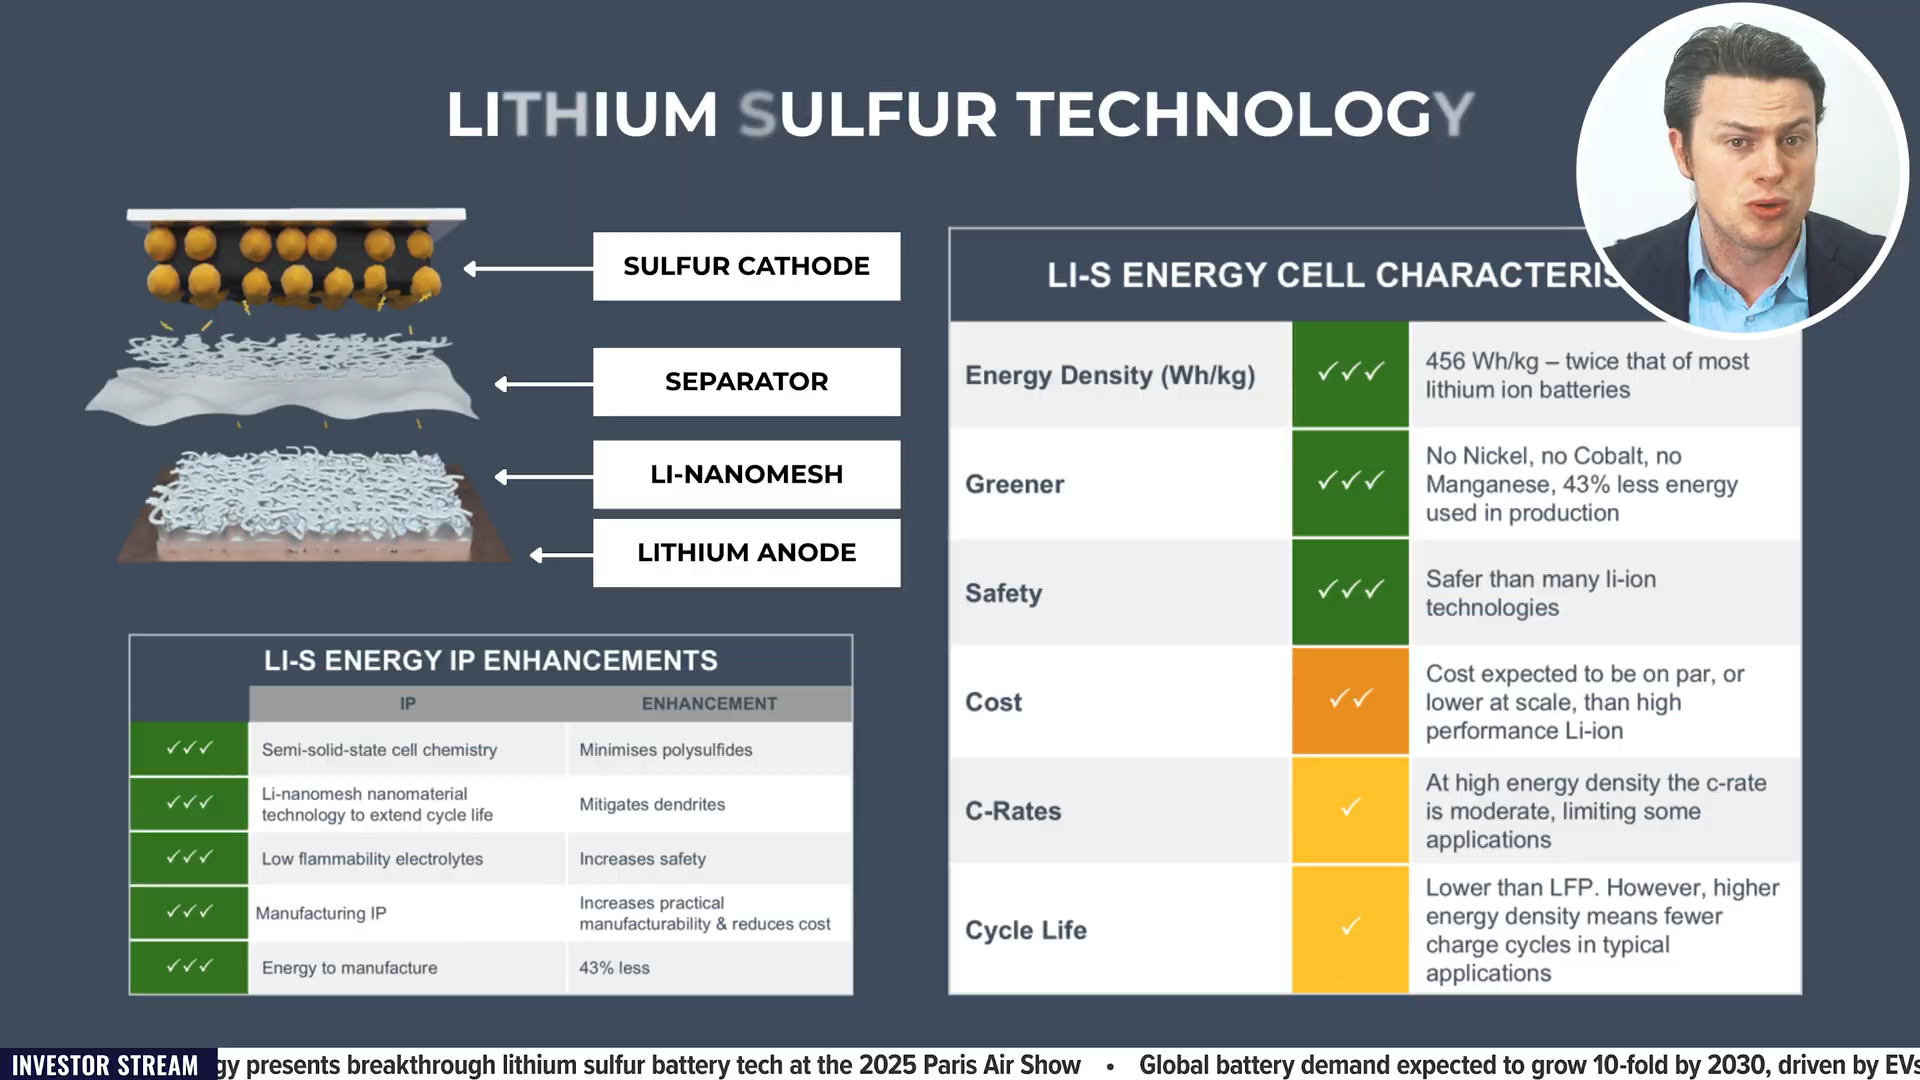 LITHIUM SULFUR TECHNOLOGY
SULFUR CATHODE
SEPARATOR
LI-NANOMESH
LITHIUM ANODE
LI-S ENERGY IP ENHANCEMENTS
IP ENHANCEMENT
✓✓✓ Semi-solid-state cell chemistry Minimises polysulfides
✓✓✓ Li-nanomesh nanomaterial
technology to extend cycle life Mitigates dendrites
✓✓✓ Low flammability electrolytes Increases safety
✓✓✓ Manufacturing IP Increases practical
manufacturability & reduces cost
✓✓✓ Energy to manufacture 43% less
LI-S ENERGY CELL CHARACTERIS
Energy Density (Wh/kg) ✓✓✓ 456 Wh/kg – twice that of most
lithium ion batteries
Greener ✓✓✓ No Nickel, no Cobalt, no
Manganese, 43% less energy
used in production
Safety ✓✓✓ Safer than many li-ion
technologies
Cost ✓✓ Cost expected to be on par, or
lower at scale, than high
performance Li-ion
C-Rates ✓ At high energy density the c-rate
is moderate, limiting some
applications
Cycle Life ✓ Lower than LFP. However, higher
energy density means fewer
charge cycles in typical
applications
INVESTOR STREAM gy presents breakthrough lithium sulfur battery tech at the 2025 Paris Air Show • Global battery demand expected to grow 10-fold by 2030, driven by EVs